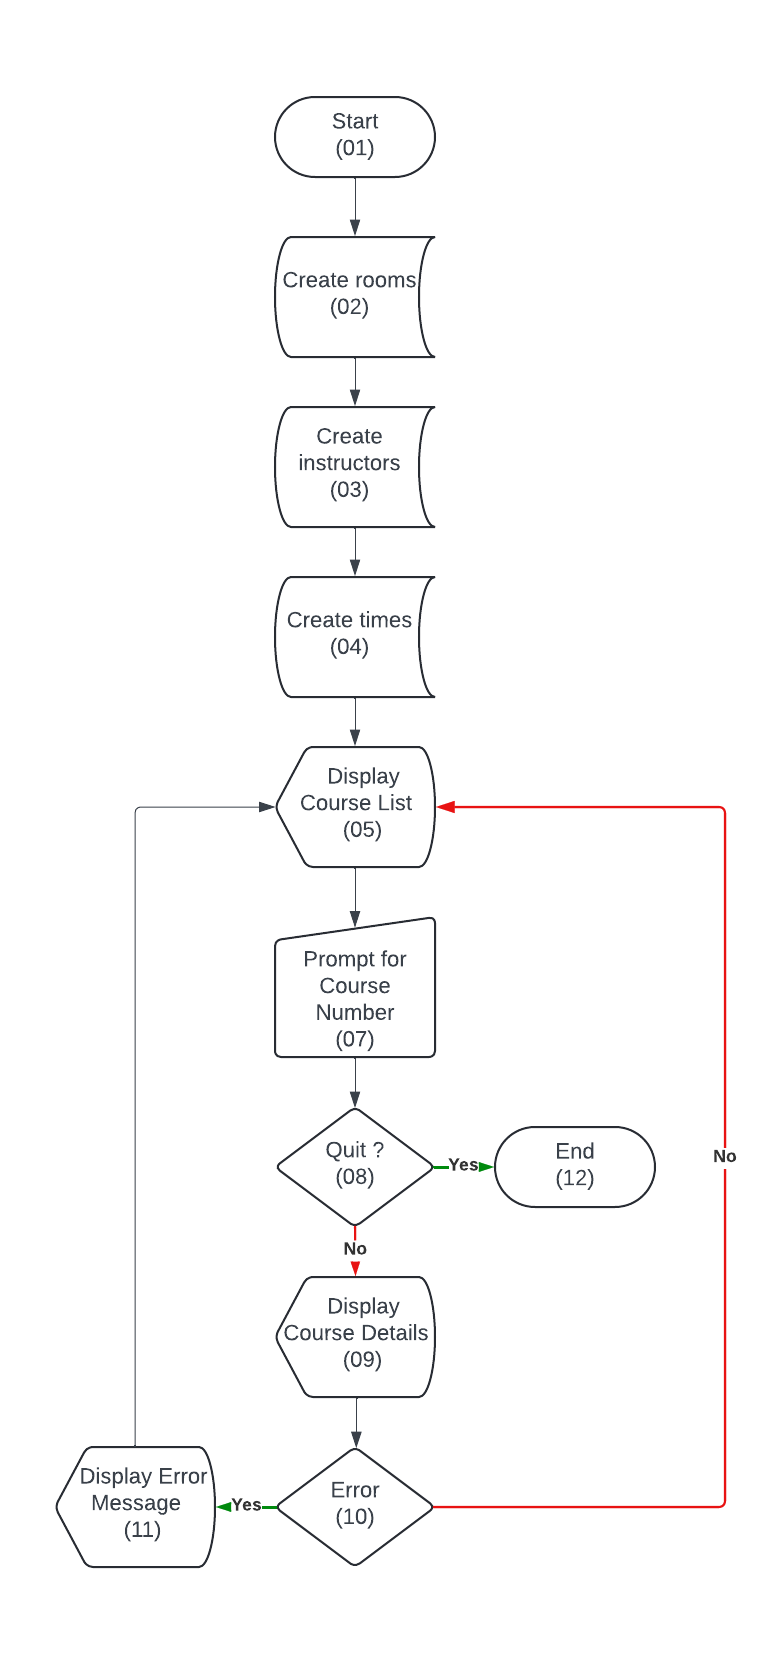 Start
(01)
Create rooms
(02)
Create
instructors
(03)
Create times
(04)
Display
Course List
(05)
Prompt for
Course
Number
(07)
Quit ?
(08)
Yes
End
(12)
No
No
Display
Course Details
(09)
Display Error
Message
(11)
Yes
Error
(10)